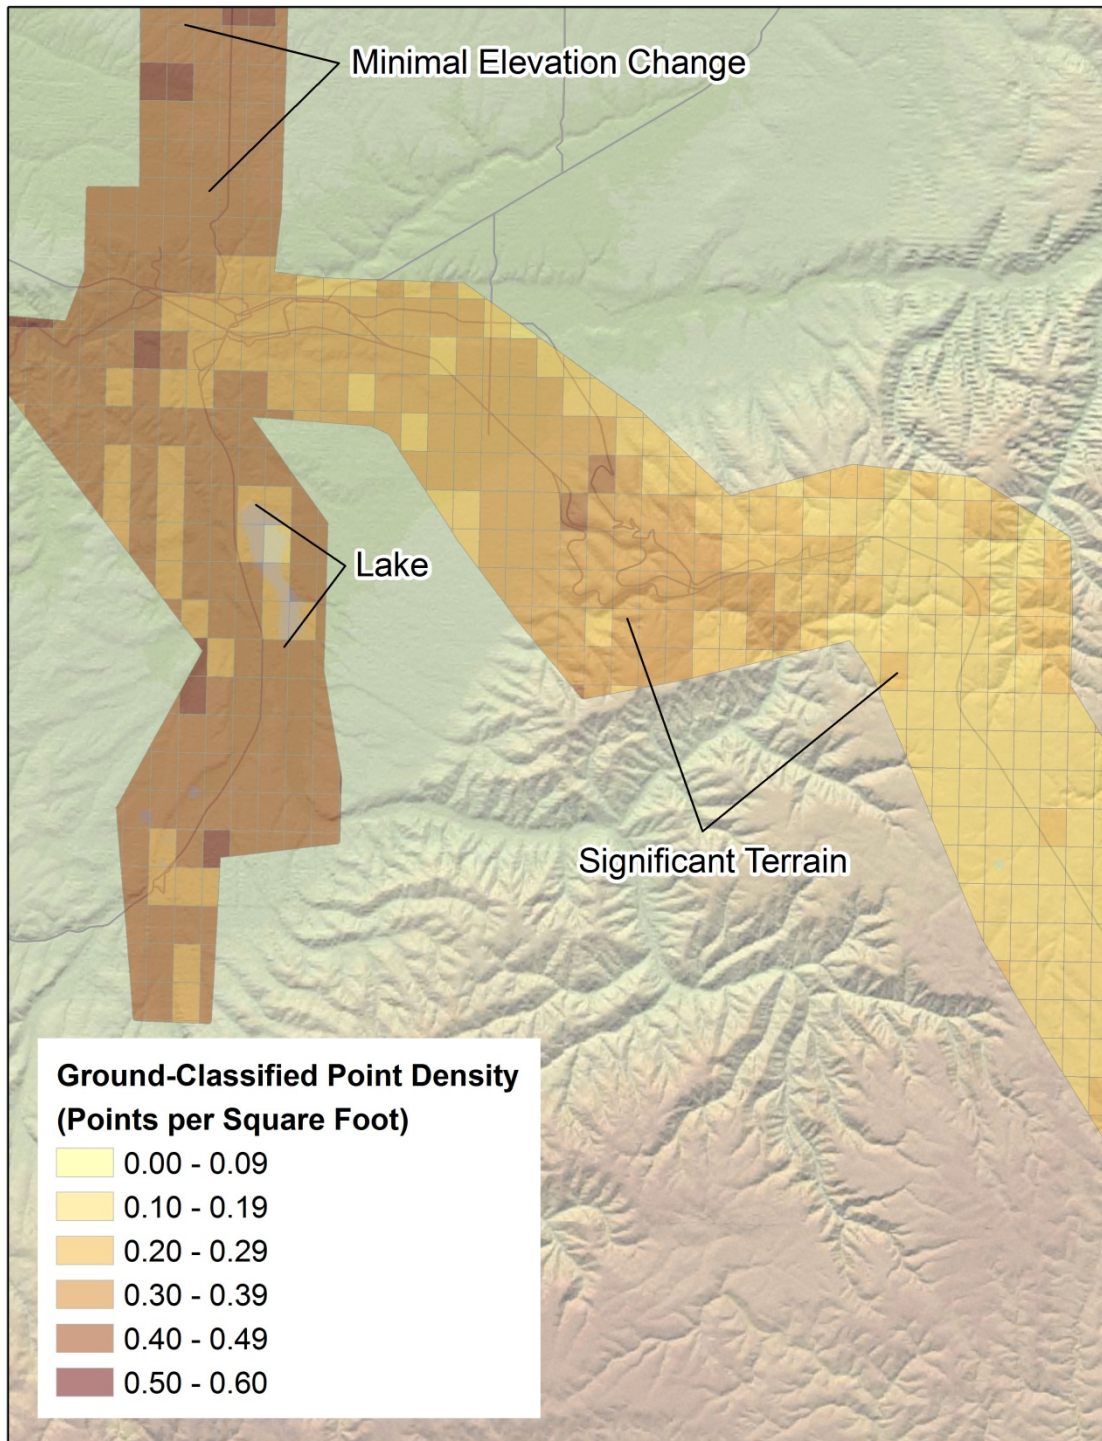 Minimal Elevation Change
Lake
Significant Terrain
Ground-Classified Point Density
(Points per Square Foot)
0.00 - 0.09
0.10 - 0.19
0.20 - 0.29
0.30 - 0.39
0.40 - 0.49
0.50 - 0.60